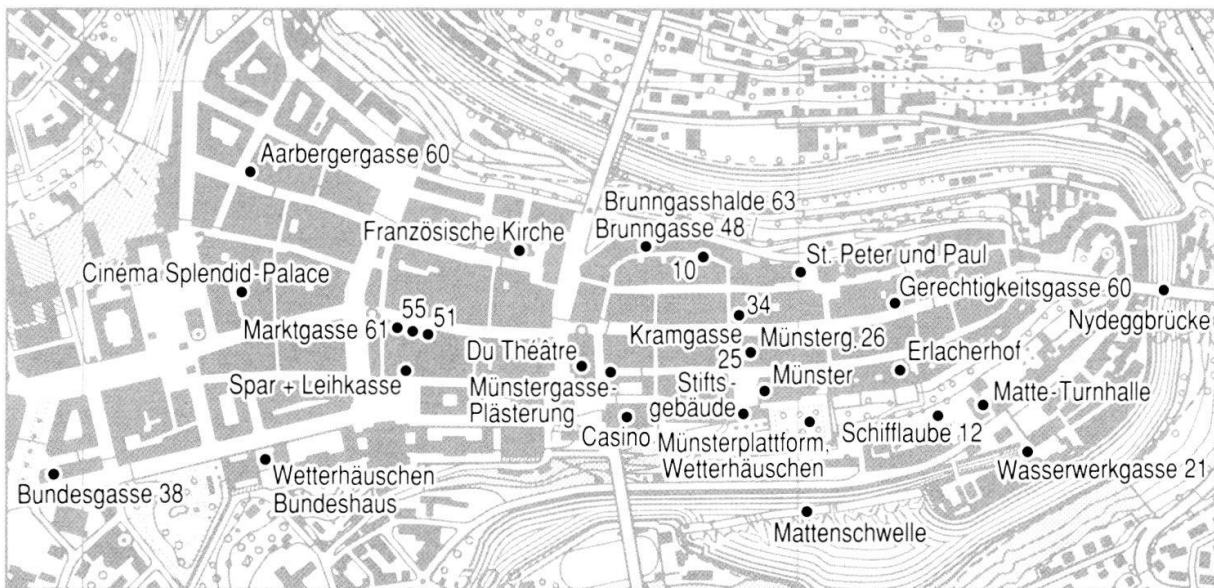 Aarbergergasse 60
Brunngasshalde 63
Französische Kirche
Brunngasse 48
10
St. Peter und Paul
Cinéma Splendid-Palace
Gerechtigkeitsgasse 60
55
51
34
Marktgasse 61
Kramgasse
Münsterg. 26
Nydeggbrücke
25
Du Théâtre
Erlacherhof
Spar + Leihkasse
Münstergasse-
Pflästerung
Stifts-
gebäude
Münster
Matte-Turnhalle
Casino
Münsterplattform,
Wetterhäuschen
Schifflaube 12
Wasserwerkgasse 21
Bundesgasse 38
Wetterhäuschen
Bundeshaus
Mattenschwelle